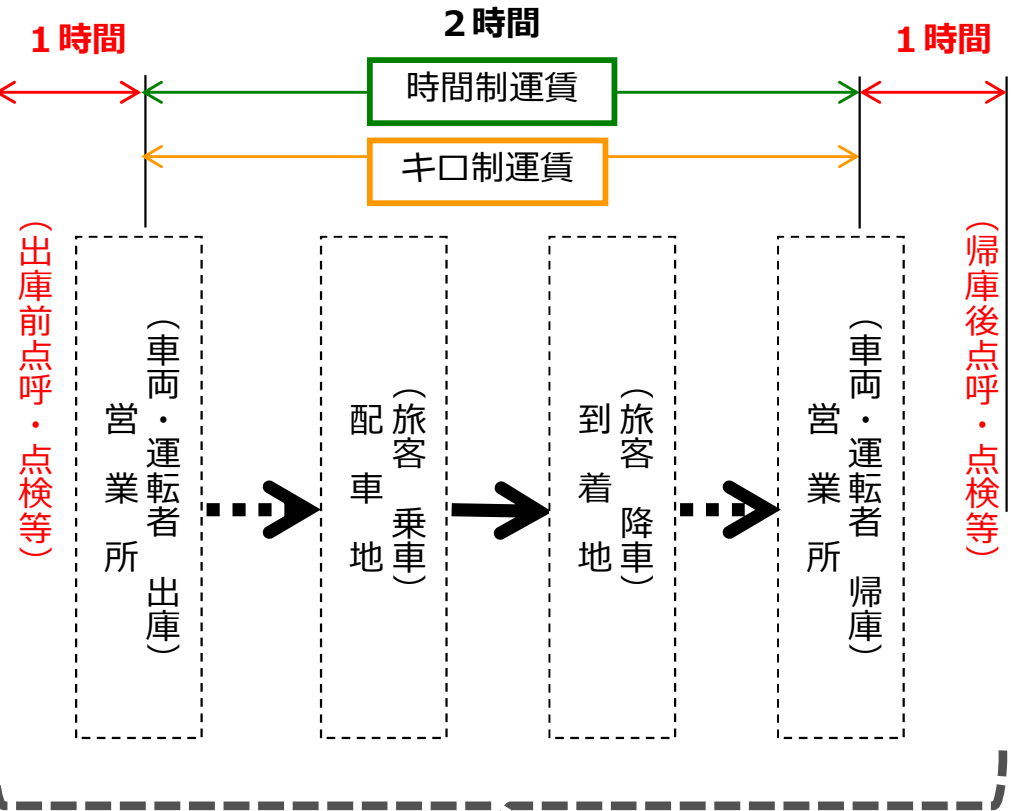 １時間
２時間
１時間
時間制運賃
キロ制運賃
（出庫前点呼・点検等）
（車両・運転者　出庫）
営業所
（旅客　乗車）
配車地
（旅客　降車）
到着地
（車両・運転者　帰庫）
営業所
（帰庫後点呼・点検等）